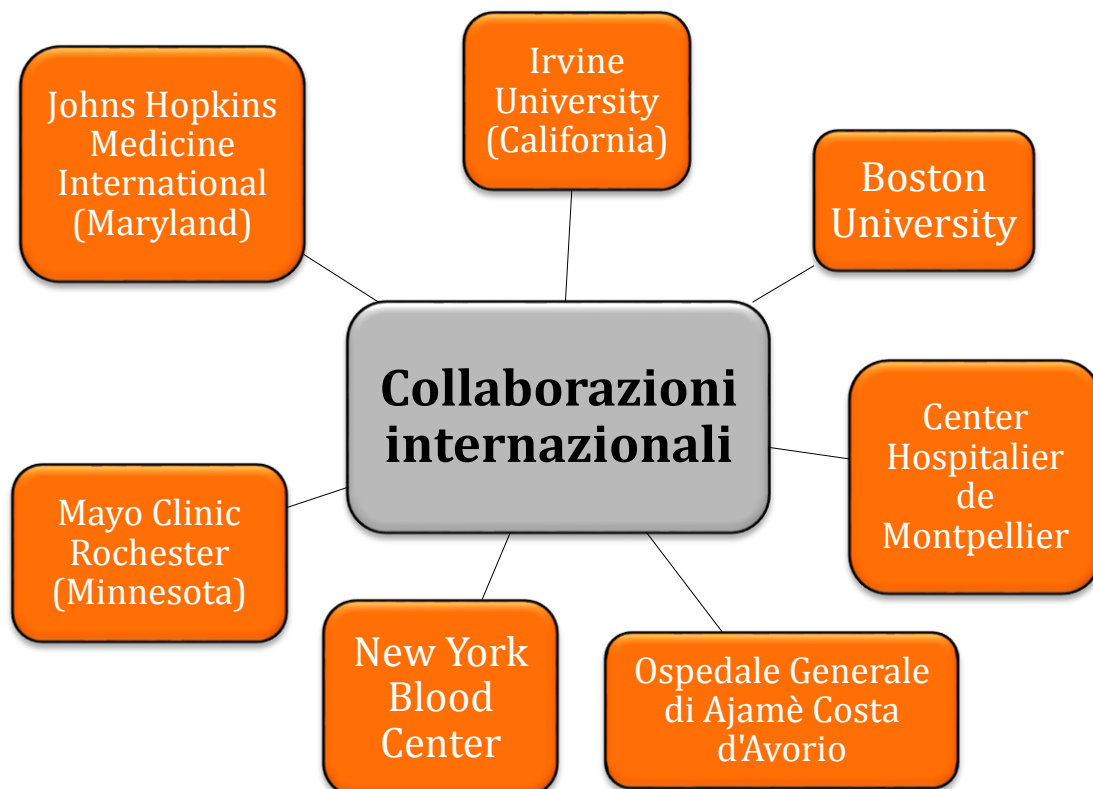 Johns Hopkins
Medicine
International
(Maryland)
Irvine
University
(California)
Boston
University
Collaborazioni
internazionali
Center
Hospitalier
de
Montpellier
Mayo Clinic
Rochester
(Minnesota)
New York
Blood
Center
Ospedale Generale
di Ajamè Costa
d'Avorio